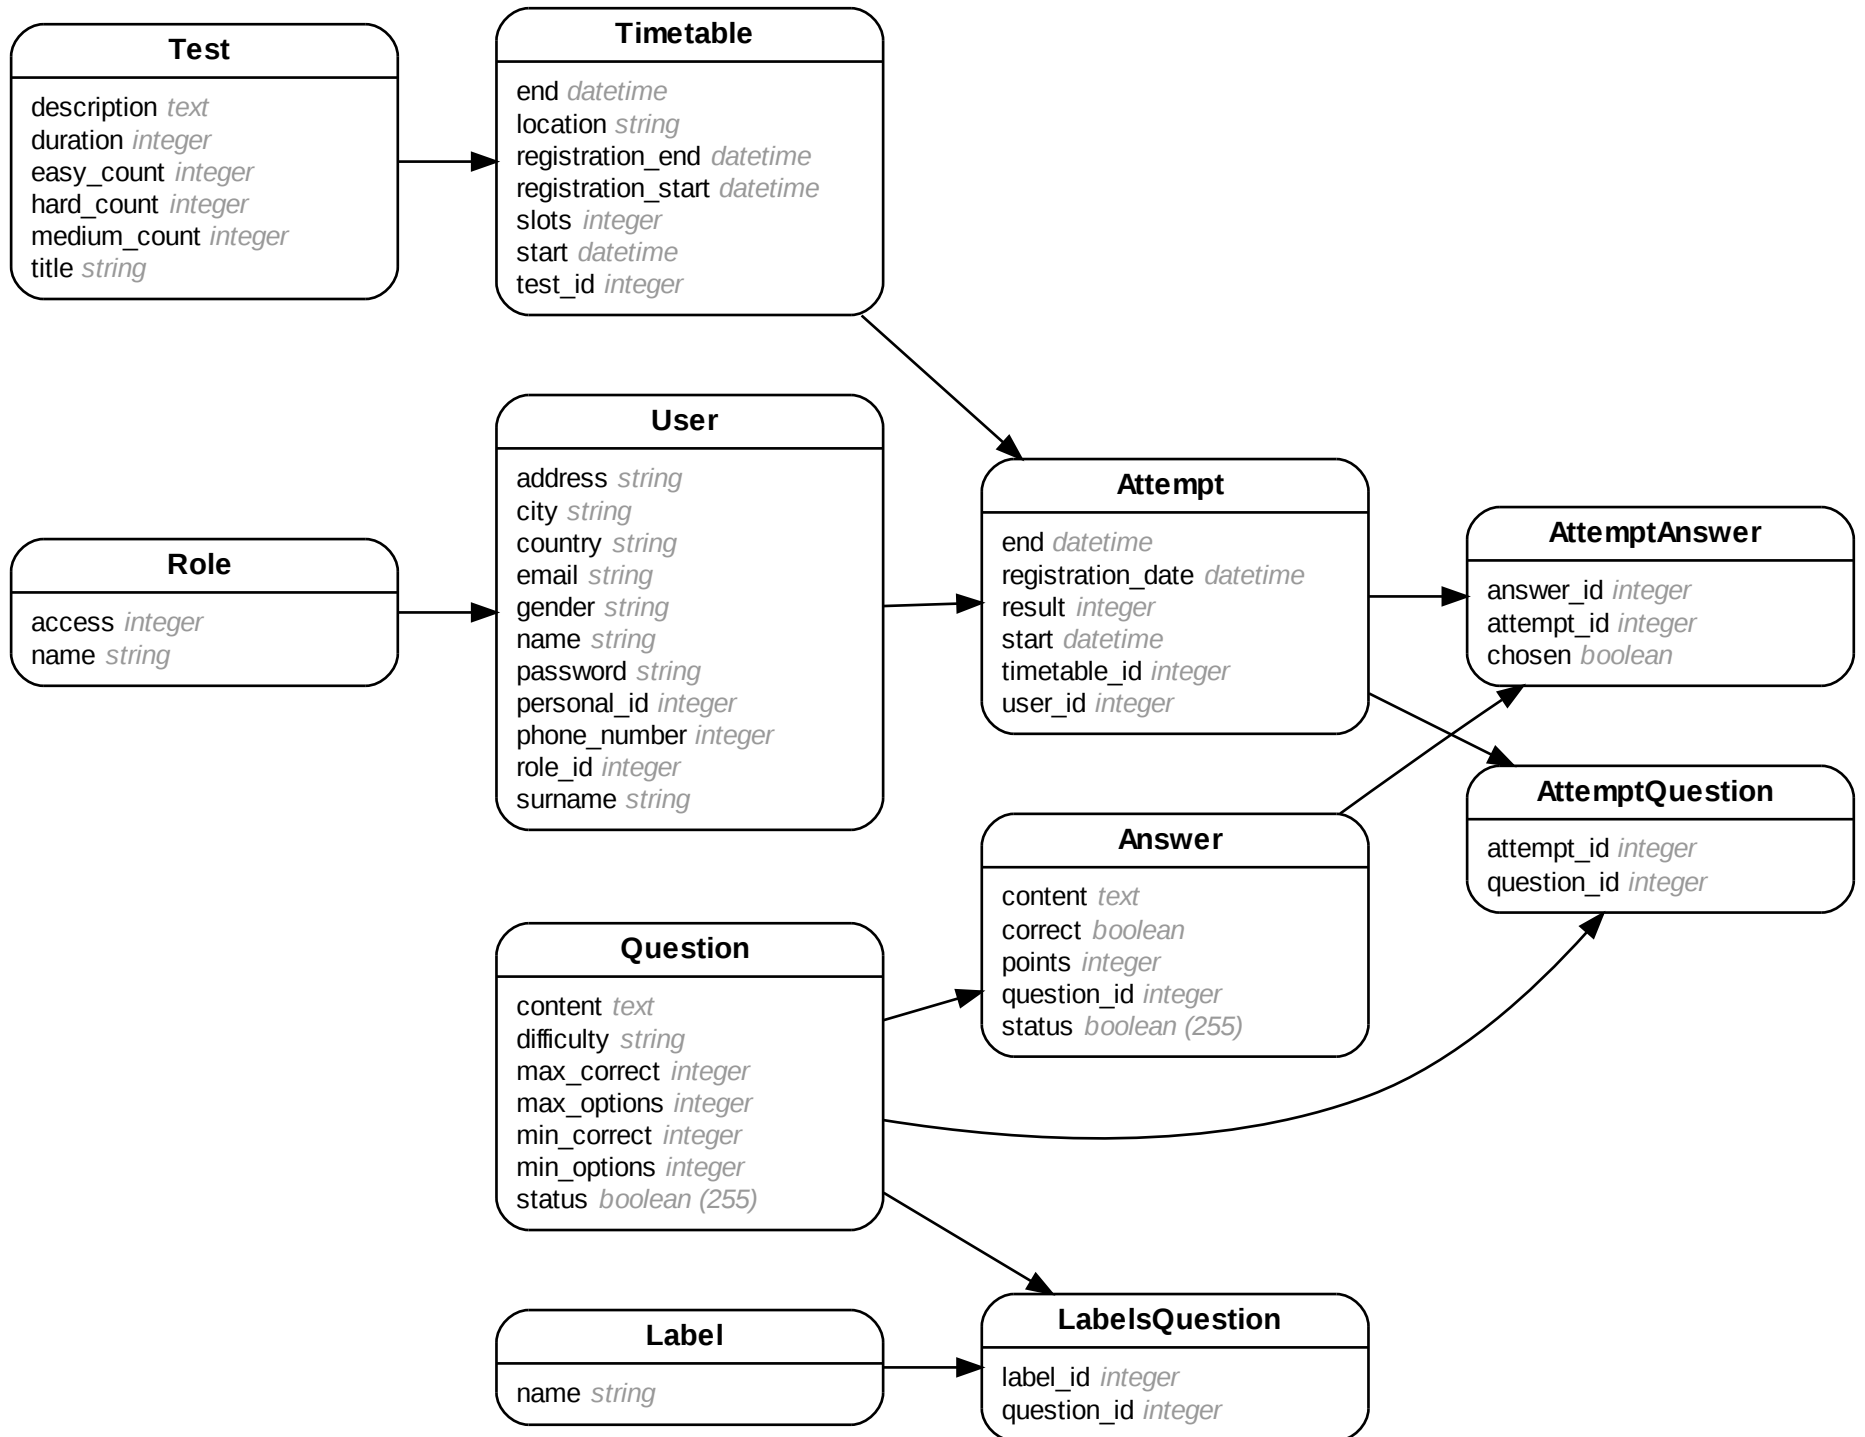 Test
description text
duration integer
easy_count integer
hard_count integer
medium_count integer
title string
Timetable
end datetime
location string
registration_end datetime
registration_start datetime
slots integer
start datetime
test_id integer
Role
access integer
name string
User
address string
city string
country string
email string
gender string
name string
password string
personal_id integer
phone_number integer
role_id integer
surname string
Attempt
end datetime
registration_date datetime
result integer
start datetime
timetable_id integer
user_id integer
AttemptAnswer
answer_id integer
attempt_id integer
chosen boolean
AttemptQuestion
attempt_id integer
question_id integer
Answer
content text
correct boolean
points integer
question_id integer
status boolean (255)
Question
content text
difficulty string
max_correct integer
max_options integer
min_correct integer
min_options integer
status boolean (255)
Label
name string
LabelsQuestion
label_id integer
question_id integer